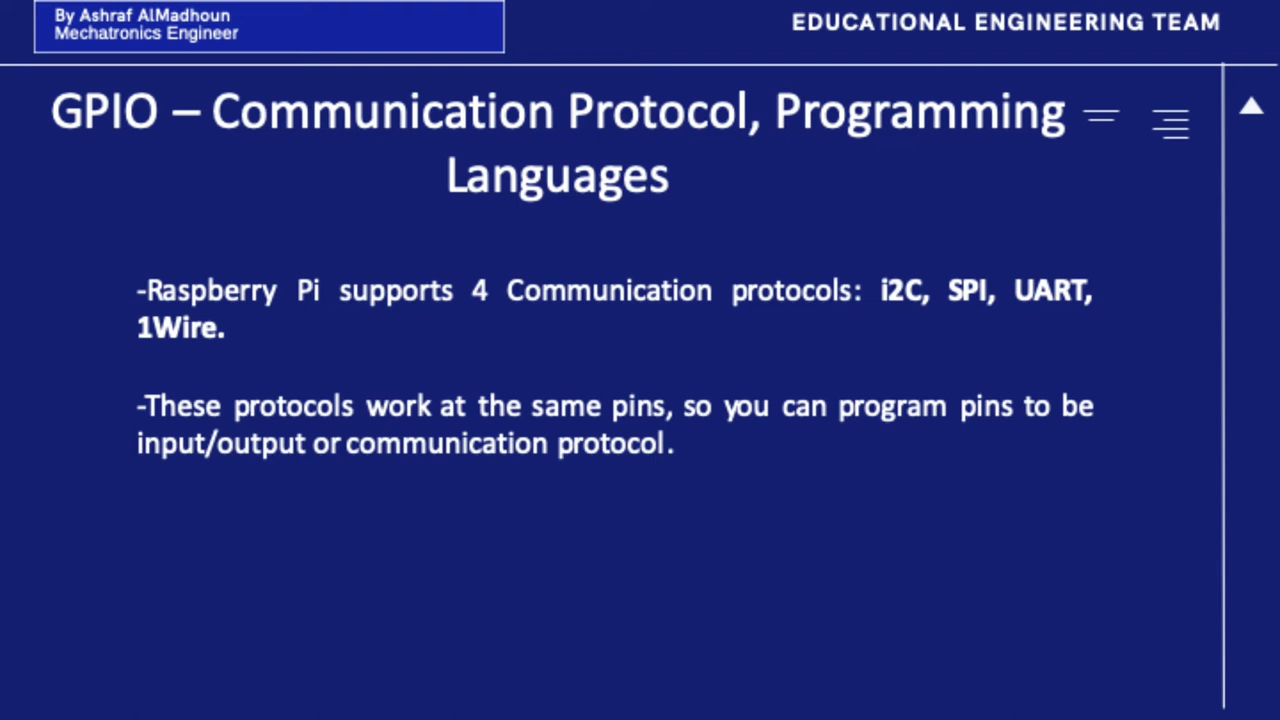 By Ashraf AlMadhoun
Mechatronics Engineer
EDUCATIONAL ENGINEERING TEAM
GPIO – Communication Protocol, Programming
Languages
-Raspberry Pi supports 4 Communication protocols: i2C, SPI, UART,
1Wire.
-These protocols work at the same pins, so you can program pins to be
input/output or communication protocol.